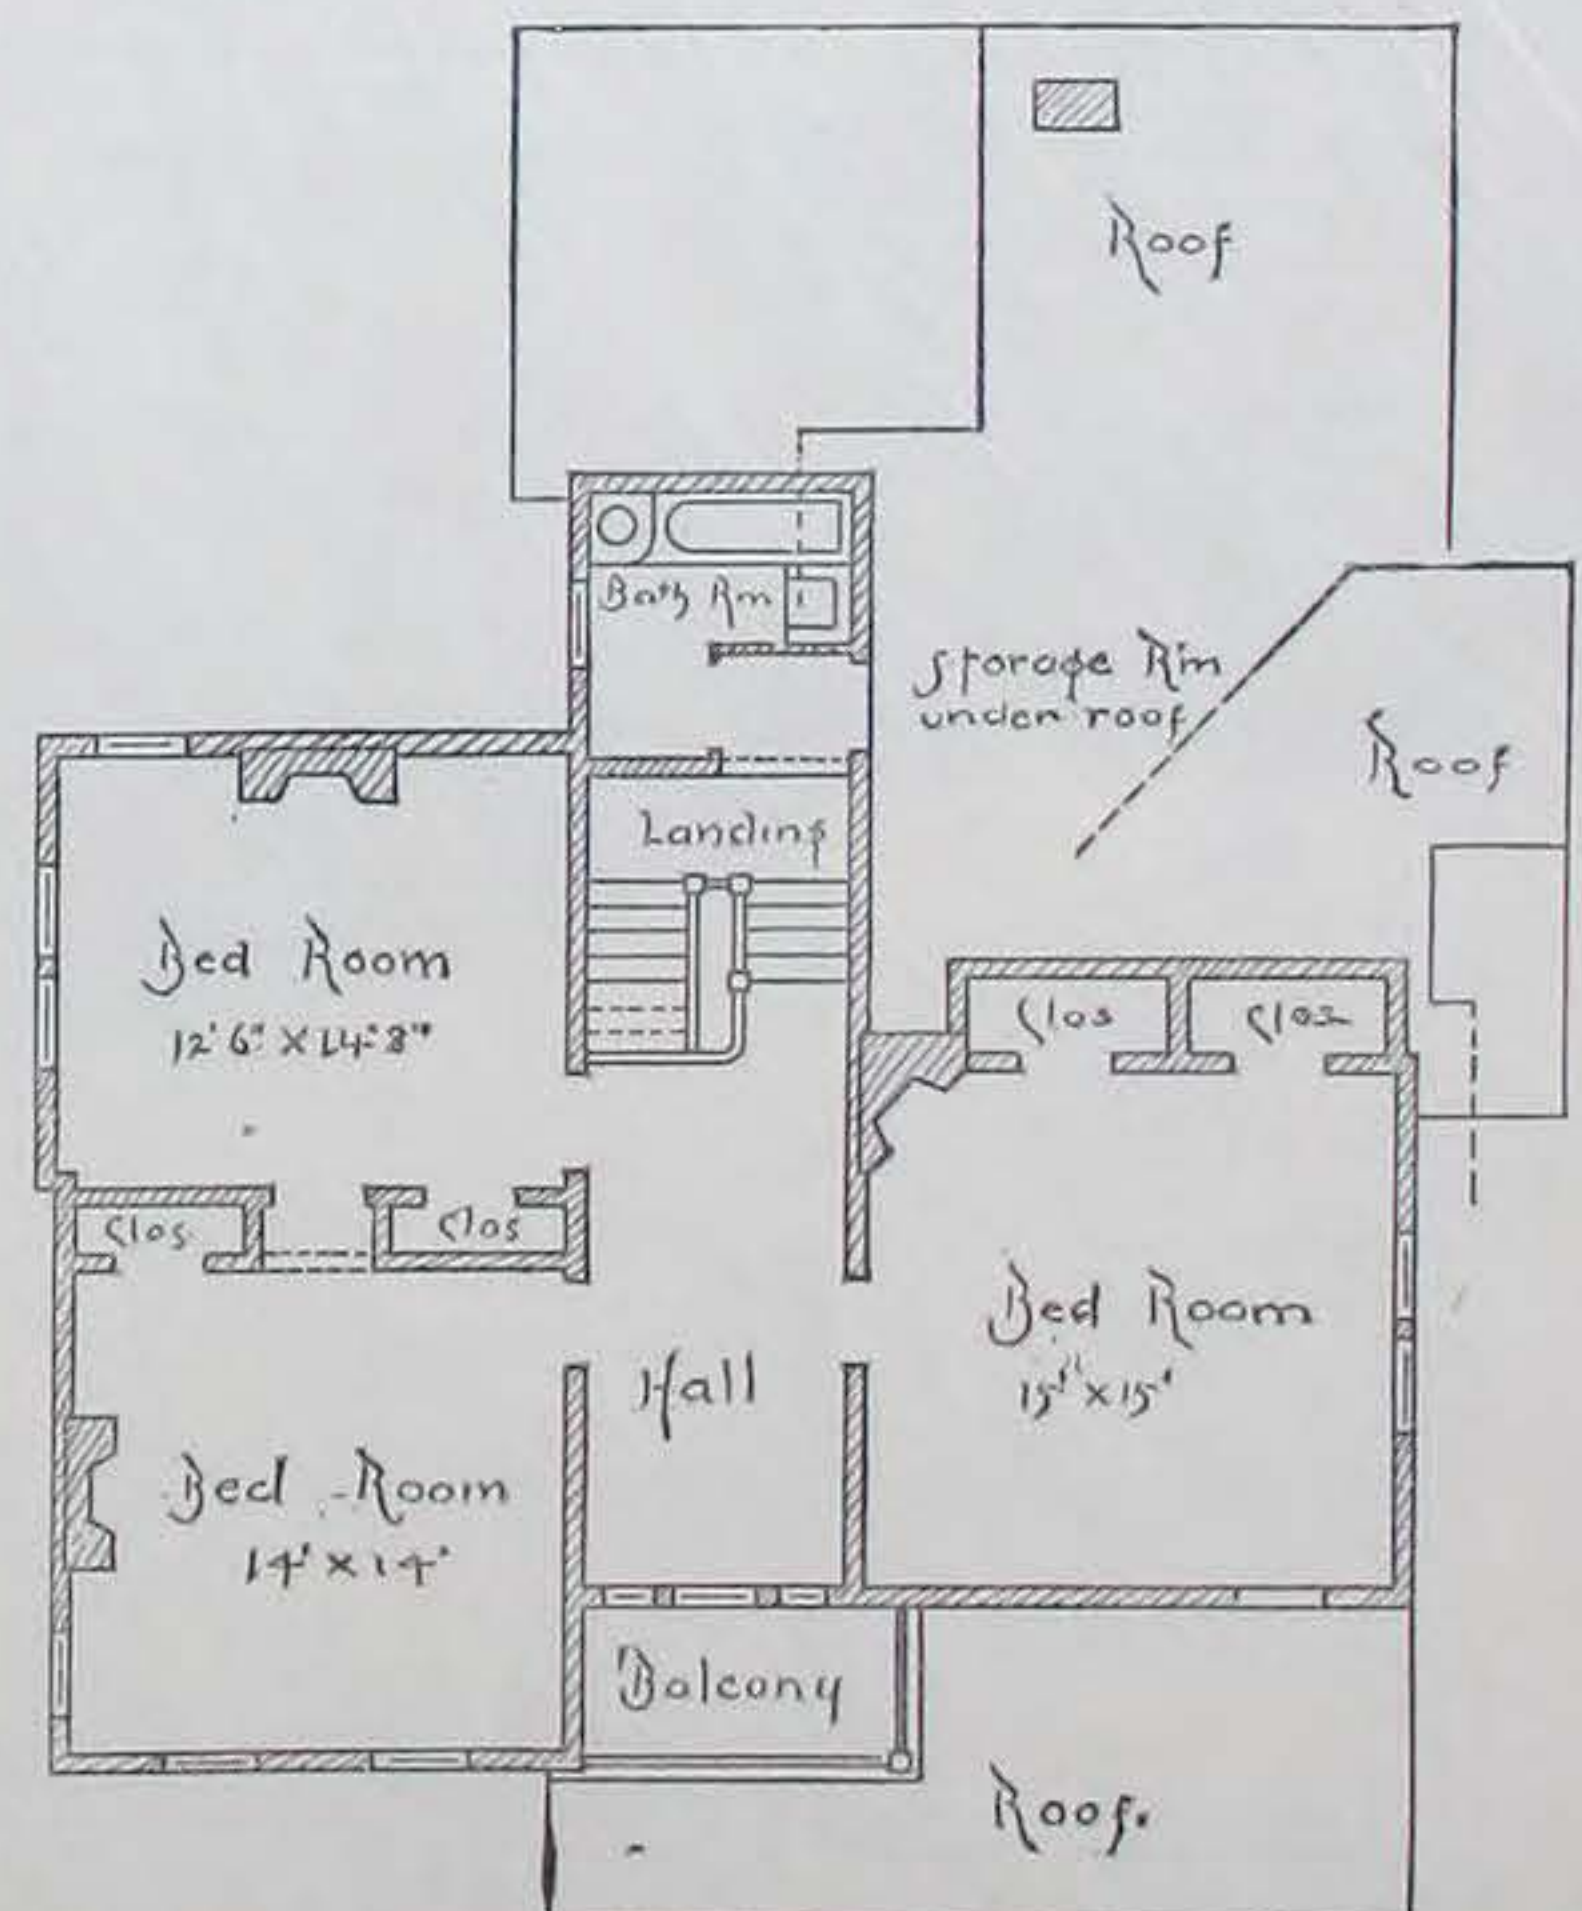 Roof
Bath Rm
Storage R'm
under roof
Roof
Landing
Bed Room
12' 6" X 14' 8"
Clos
Clos
Clos
Clos
Bed Room
15' X 15'
Hall
Bed Room
14' X 14'
Balcony
Roof.